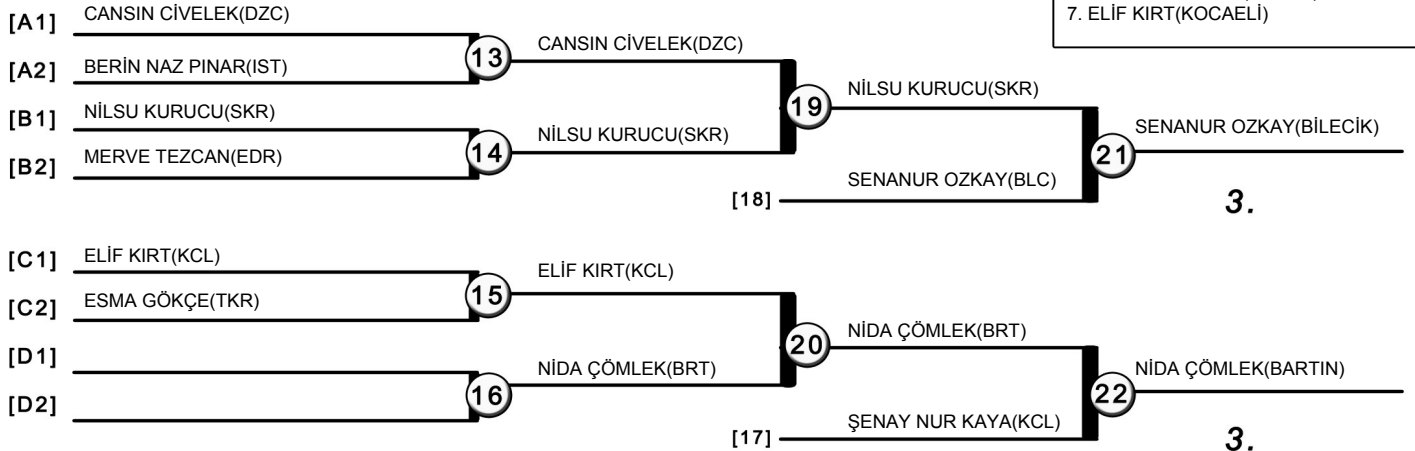 7. ELİF KIRT(KOCAELİ)
[A1] CANSIN CİVELEK(DZC)
13
CANSIN CİVELEK(DZC)
[A2] BERİN NAZ PINAR(IST)
19
NİLSU KURUCU(SKR)
[B1] NİLSU KURUCU(SKR)
14
NİLSU KURUCU(SKR)
[B2] MERVE TEZCAN(EDR)
21
SENANUR OZKAY(BİLECİK)
[18] SENANUR OZKAY(BLC)
3.
[C1] ELİF KIRT(KCL)
15
ELİF KIRT(KCL)
[C2] ESMA GÖKÇE(TKR)
20
NİDA ÇÖMLEK(BRT)
[D1]
16
NİDA ÇÖMLEK(BRT)
[D2]
22
NİDA ÇÖMLEK(BARTIN)
[17] ŞENAY NUR KAYA(KCL)
3.